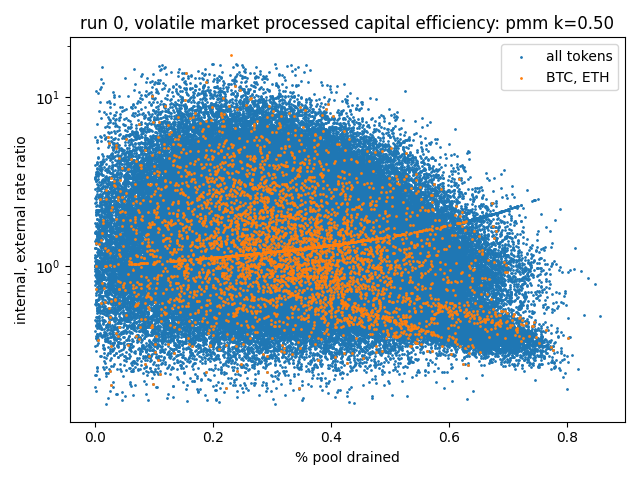 run 0, volatile market processed capital efficiency: pmm k=0.50
all tokens
BTC, ETH
internal, external rate ratio
10¹
10⁰
0.0 0.2 0.4 0.6 0.8
% pool drained